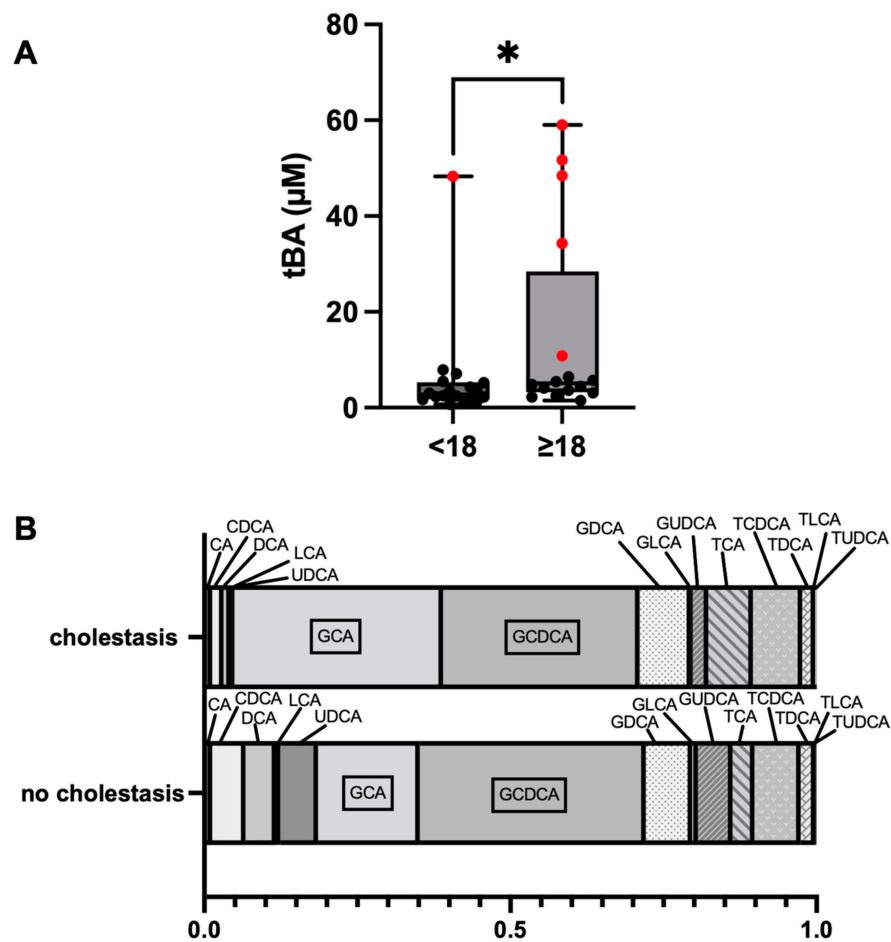 A
80
*
60
tBA (µM)
40
20
0
<18
≥18
B
CDCA
CA
DCA
LCA
UDCA
GDCA
GUDCA
GLCA
TCDCA
TCA
TLCA
TDCA
TUDCA
cholestasis
GCA
GCDCA
CA
CDCA
DCA
LCA
UDCA
GDCA
GLCA
GUDCA
TCA
TCDCA
TDCA
TLCA
TUDCA
no cholestasis
GCA
GCDCA
0.0
0.5
1.0